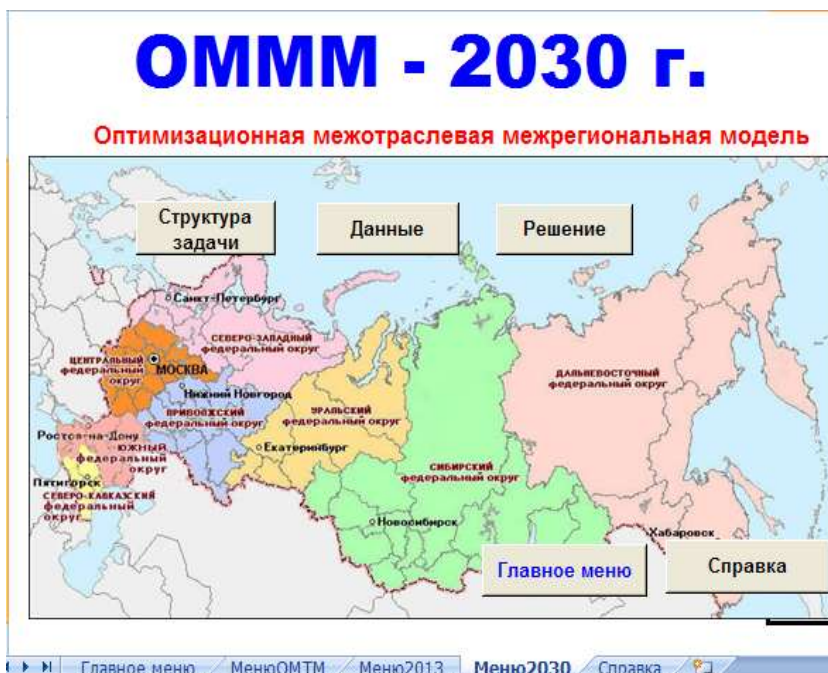 ОМММ - 2030 г.
Оптимизационная межотраслевая межрегиональная модель
Структура
задачи
Данные
Решение
Санкт-Петербург
СЕВЕРО-ЗАПАДНЫЙ
федеральный округ
ЦЕНТРАЛЬНЫЙ
федеральный
округ
МОСКВА
Нижний Новгород
ПРИВОЛЖСКИЙ
федеральный округ
УРАЛЬСКИЙ
федеральный округ
ДАЛЬНЕВОСТОЧНЫЙ
федеральный округ
Ростов-на-Дону
ЮЖНЫЙ
федеральный
округ
Екатеринбург
СИБИРСКИЙ
федеральный округ
Пятигорск
СЕВЕРО-КАВКАЗСКИЙ
федеральный
округ
Новосибирск
Хабаровск
Главное меню
Справка
Главное меню
МенюОМТМ
Меню2013
Меню2030
Справка